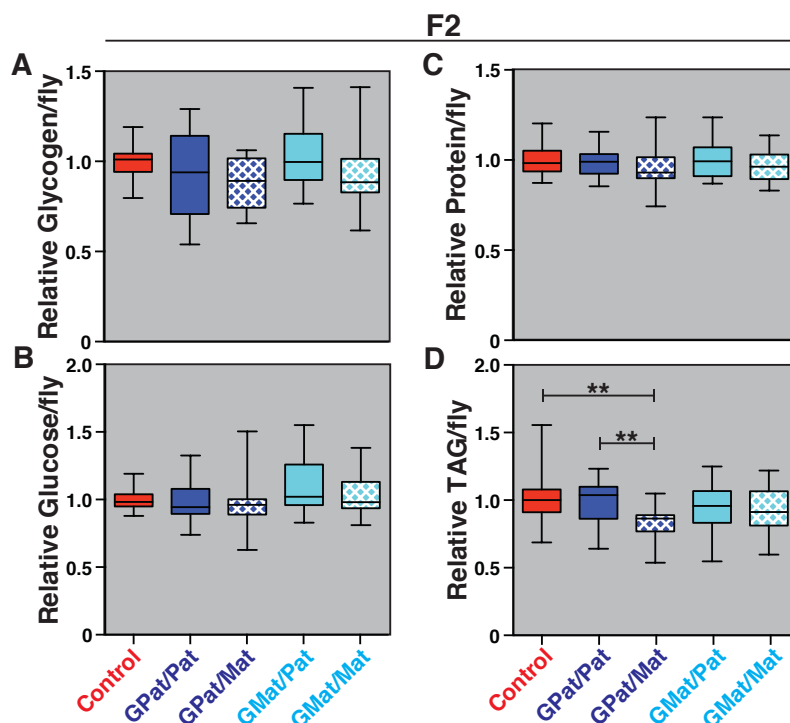 F2
A
Relative Glycogen/fly
1.5
1.0
0.5
0
C
Relative Protein/fly
1.5
1.0
0.5
0
B
Relative Glucose/fly
2.0
1.5
1.0
0.5
0
Control
GPat/Pat
GPat/Mat
GMat/Pat
GMat/Mat
D
Relative TAG/fly
2.0
1.5
1.0
0.5
0
**
**
Control
GPat/Pat
GPat/Mat
GMat/Pat
GMat/Mat